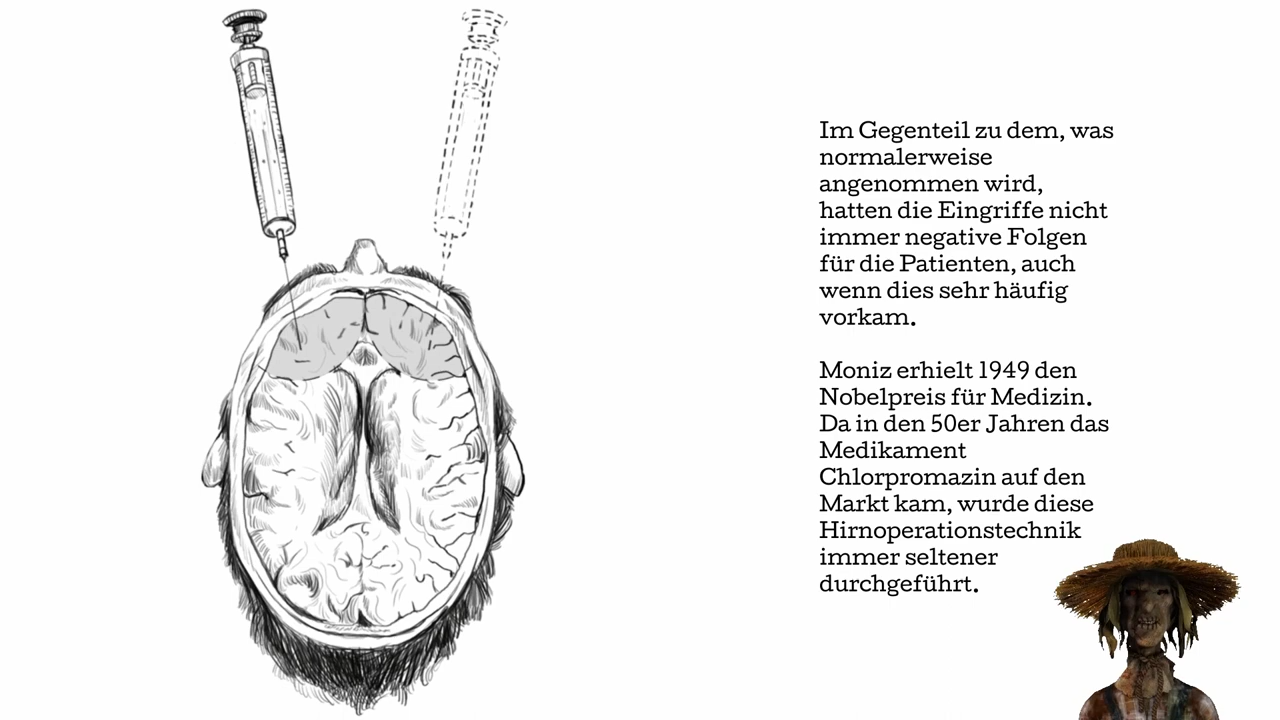 Im Gegenteil zu dem, was
normalerweise
angenommen wird,
hatten die Eingriffe nicht
immer negative Folgen
für die Patienten, auch
wenn dies sehr häufig
vorkam.
Moniz erhielt 1949 den
Nobelpreis für Medizin.
Da in den 50er Jahren das
Medikament
Chlorpromazin auf den
Markt kam, wurde diese
Hirnoperationstechnik
immer seltener
durchgeführt.